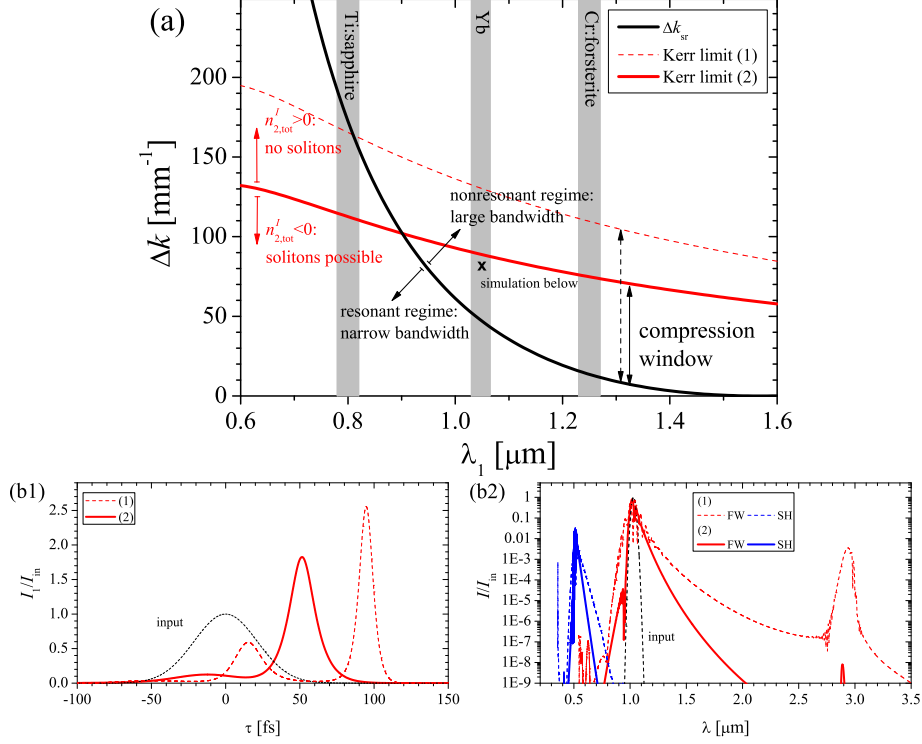 (a)
Δk [mm⁻¹]
250
200
150
100
50
0
0.6
0.8
1.0
1.2
1.4
1.6
λ₁ [μm]
Ti:sapphire
Yb
Cr:forsterite
Δk_sr
Kerr limit (1)
Kerr limit (2)
n^I_2,tot>0:
no solitons
n^I_2,tot<0:
solitons possible
nonresonant regime:
large bandwidth
x
simulation below
resonant regime:
narrow bandwidth
compression
window
(b1)
(1)
(2)
I₁/I_in
2.5
2.0
1.5
1.0
0.5
0.0
input
-100
-50
0
50
100
150
τ [fs]
(b2)
I/I_in
1
0.1
0.01
1E-3
1E-4
1E-5
1E-6
1E-7
1E-8
1E-9
(1)
FW SH
(2)
FW SH
input
0.5
1.0
1.5
2.0
2.5
3.0
3.5
λ [μm]